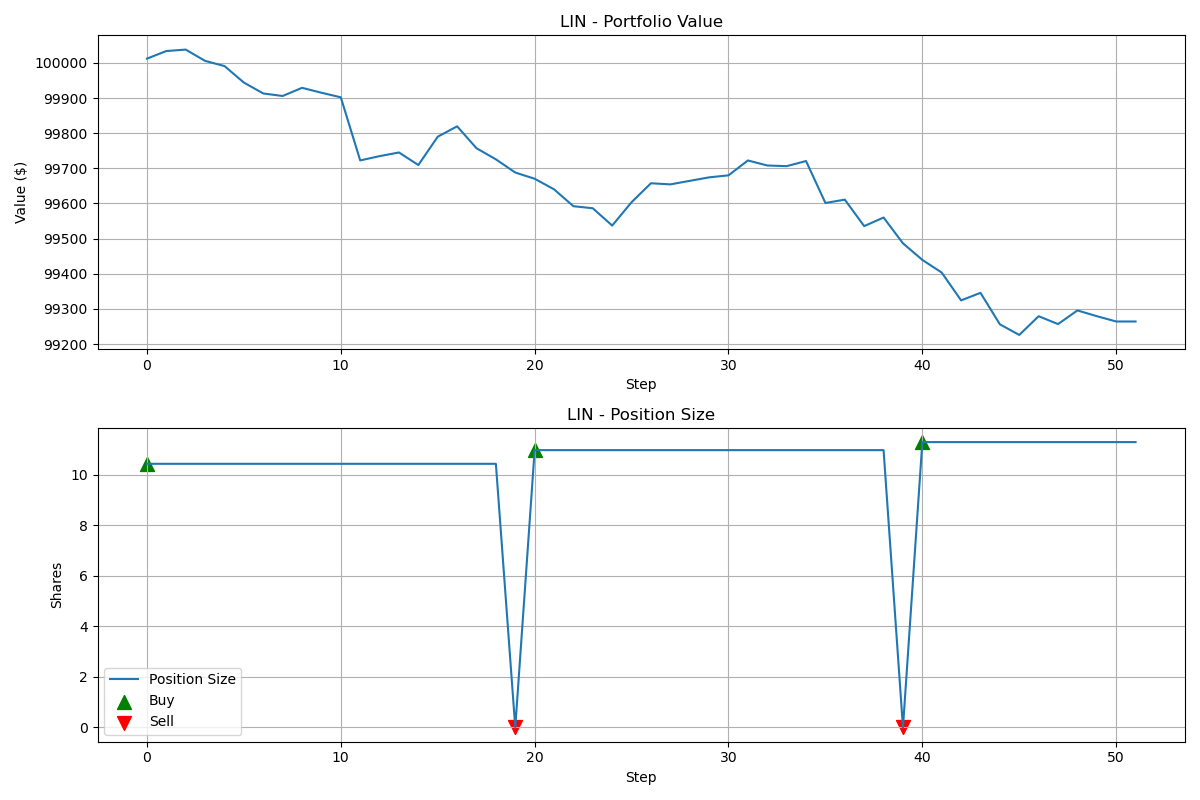 LIN - Portfolio Value
Value ($)
100000
99900
99800
99700
99600
99500
99400
99300
99200
0 10 20 30 40 50
Step
LIN - Position Size
Shares
10
8
6
4
2
0
Position Size
Buy
Sell
0 10 20 30 40 50
Step